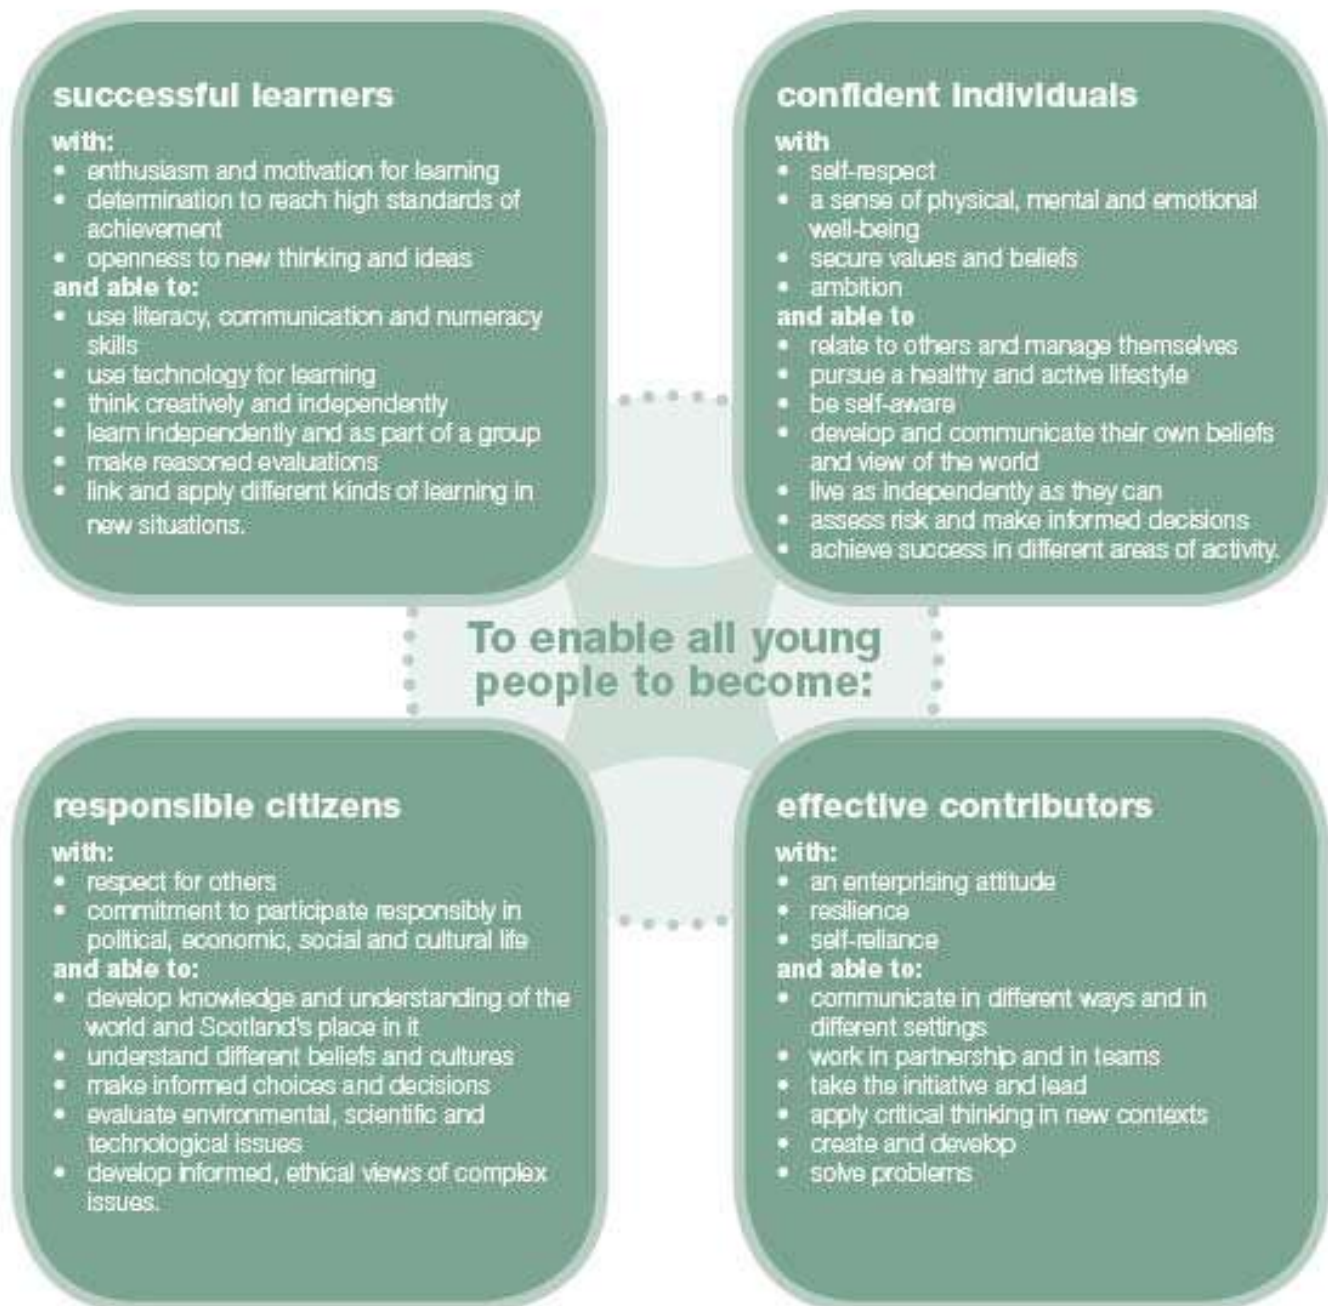 successful learners
with:
• enthusiasm and motivation for learning
• determination to reach high standards of
achievement
• openness to new thinking and ideas
and able to:
• use literacy, communication and numeracy
skills
• use technology for learning
• think creatively and independently
• learn independently and as part of a group
• make reasoned evaluations
• link and apply different kinds of learning in
new situations.
confident individuals
with
• self-respect
• a sense of physical, mental and emotional
well-being
• secure values and beliefs
• ambition
and able to
• relate to others and manage themselves
• pursue a healthy and active lifestyle
• be self-aware
• develop and communicate their own beliefs
and view of the world
• live as independently as they can
• assess risk and make informed decisions
• achieve success in different areas of activity.
To enable all young
people to become:
responsible citizens
with:
• respect for others
• commitment to participate responsibly in
political, economic, social and cultural life
and able to:
• develop knowledge and understanding of the
world and Scotland's place in it
• understand different beliefs and cultures
• make informed choices and decisions
• evaluate environmental, scientific and
technological issues
• develop informed, ethical views of complex
issues.
effective contributors
with:
• an enterprising attitude
• resilience
• self-reliance
and able to:
• communicate in different ways and in
different settings
• work in partnership and in teams
• take the initiative and lead
• apply critical thinking in new contexts
• create and develop
• solve problems